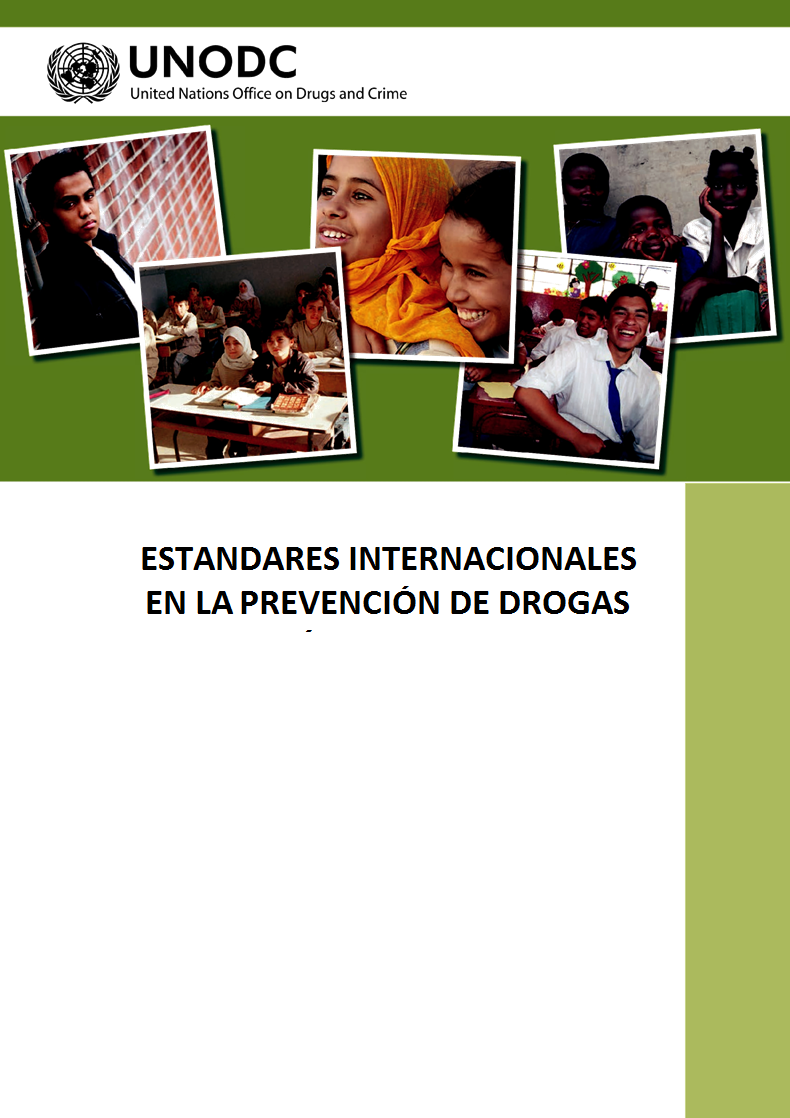 UNODC
United Nations Office on Drugs and Crime
ESTANDARES INTERNACIONALES
EN LA PREVENCIÓN DE DROGAS